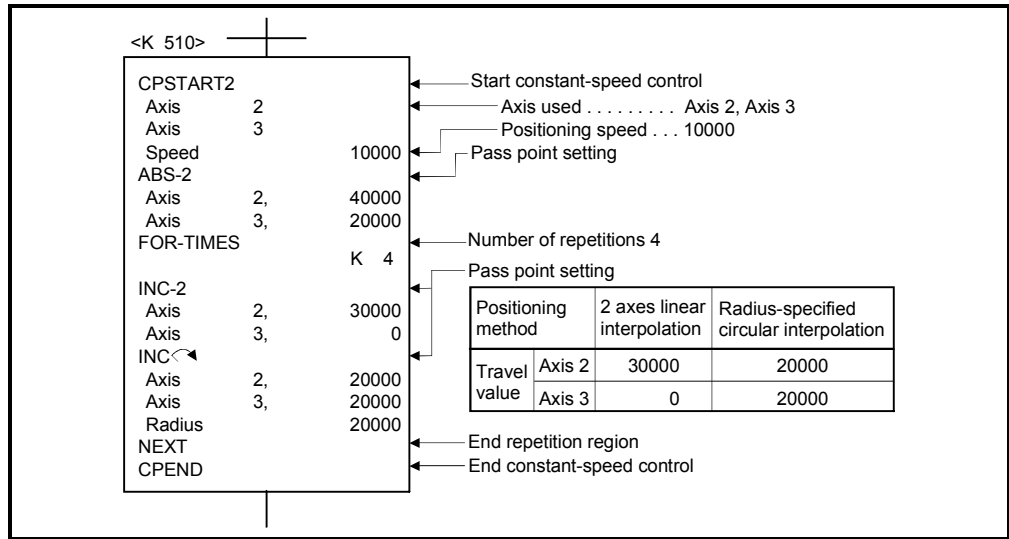 <K 510>
CPSTART2
Start constant-speed control
Axis 2
Axis used . . . . . . . . . Axis 2, Axis 3
Axis 3
Positioning speed . . . 10000
Speed 10000
Pass point setting
ABS-2
Axis 2, 40000
Axis 3, 20000
FOR-TIMES
Number of repetitions 4
K 4
Pass point setting
INC-2
Axis 2, 30000
Axis 3, 0
INC
Axis 2, 20000
Axis 3, 20000
Radius 20000
NEXT
End repetition region
CPEND
End constant-speed control
Positioning method
2 axes linear interpolation
Radius-specified circular interpolation
Travel value
Axis 2 30000 20000
Axis 3 0 20000